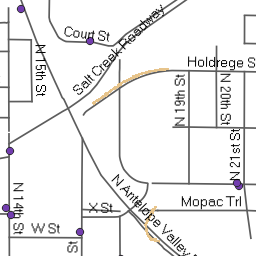 Court St
N 15th St
Salt Creek Roadway
Holdrege S
N 19th St
N 20th St
N 21st St
N Antelope Valley
Mopac Trl
N 14th St
X St
W St
St